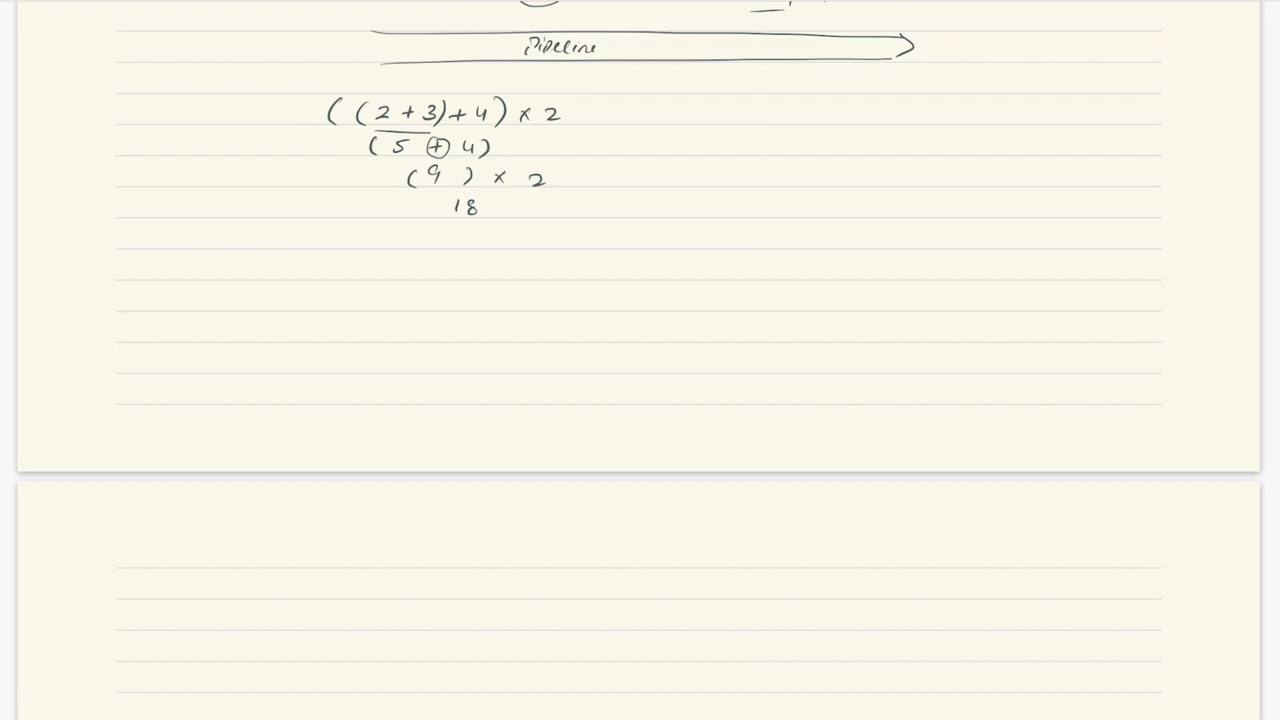 Pipeline
((2+3)+4) × 2
(5 + 4)
(9) × 2
18